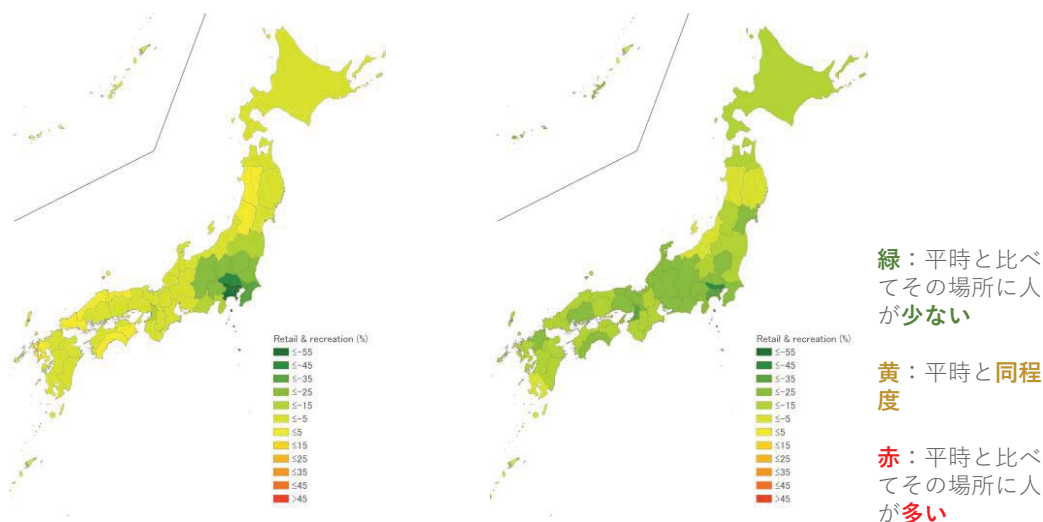 Retail & recreation (%)
≤-55
≤-45
≤-35
≤-25
≤-15
≤-5
≤5
≤15
≤25
≤35
≤45
>45
Retail & recreation (%)
≤-55
≤-45
≤-35
≤-25
≤-15
≤-5
≤5
≤15
≤25
≤35
≤45
>45
緑：平時と比べ
てその場所に人
が少ない
黄：平時と同程
度
赤：平時と比べ
てその場所に人
が多い